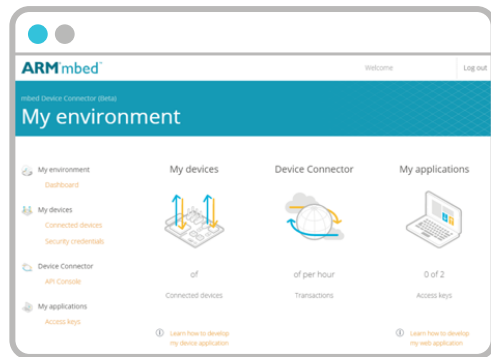 ARM mbed
Welcome
Log out
mbed Device Connector (Beta)
My environment
My environment
Dashboard
My devices
Connected devices
Security credentials
Device Connector
API Console
My applications
Access keys
My devices
of
Connected devices
Learn how to develop
my device application
Device Connector
of per hour
Transactions
My applications
0 of 2
Access keys
Learn how to develop
my web application